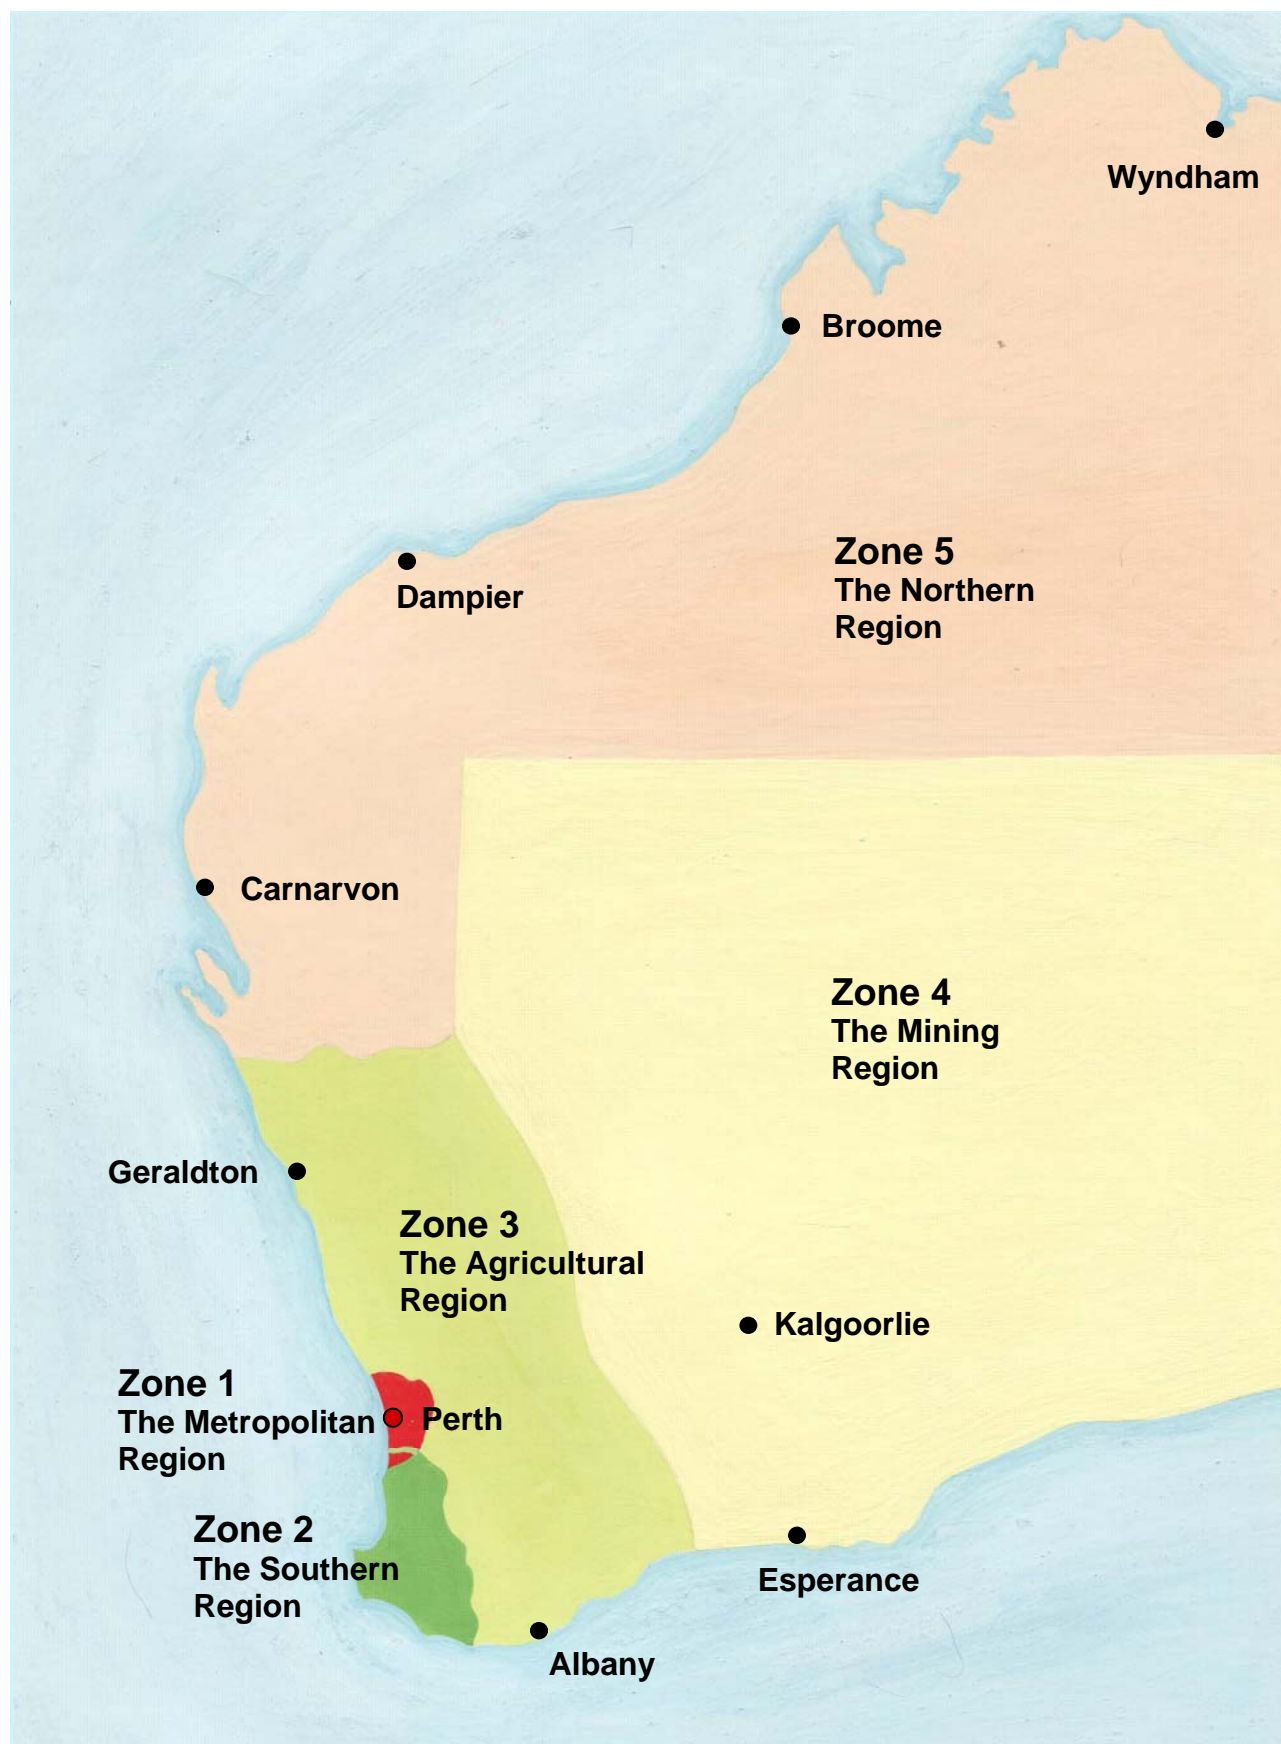 Wyndham
Broome
Zone 5
The Northern
Region
Dampier
Carnarvon
Zone 4
The Mining
Region
Geraldton
Zone 3
The Agricultural
Region
Kalgoorlie
Zone 1
The Metropolitan
Region
Perth
Zone 2
The Southern
Region
Esperance
Albany